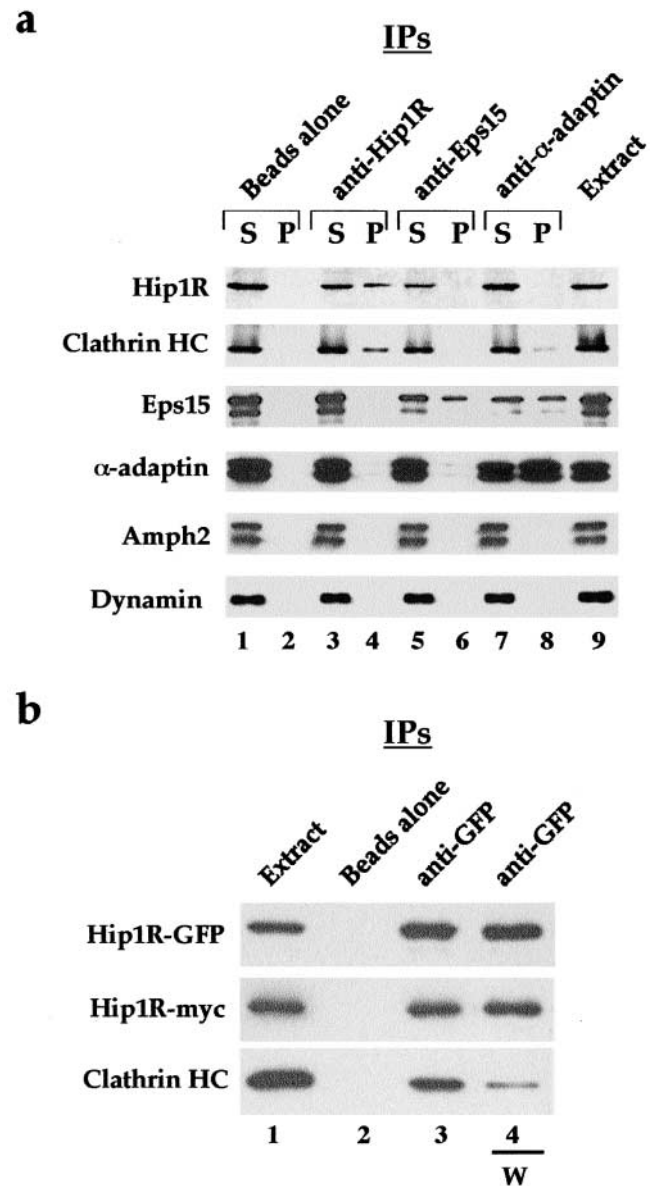 a
IPs
Beads alone anti-Hip1R anti-Eps15 anti-α-adaptin Extract
S P S P S P S P
Hip1R
Clathrin HC
Eps15
α-adaptin
Amph2
Dynamin
1 2 3 4 5 6 7 8 9
b
IPs
Extract Beads alone anti-GFP anti-GFP
Hip1R-GFP
Hip1R-myc
Clathrin HC
1 2 3 4
W